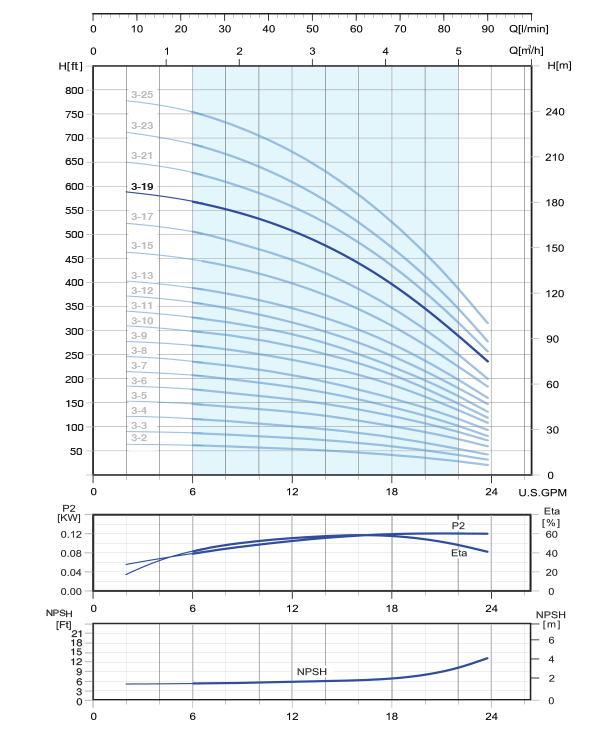 0 10 20 30 40 50 60 70 80 90 Q[l/min]
0 1 2 3 4 5 Q[m³/h]
H[ft] H[m]
800 3-25
750 240
700 3-23
650 3-21 210
600 3-19
550 3-17 180
500 3-15
450 150
400 3-13
3-12 120
350 3-11
300 3-10 90
3-9
250 3-8
200 3-7 60
3-6
150 3-5
100 3-4 30
3-3
50 3-2
0
0 6 12 18 24 U.S.GPM
P2 Eta
[KW] [%]
0.12 P2 60
0.08 Eta 40
0.04 20
0.00 0
0 6 12 18 24
NPSH NPSH
[Ft] [m]
21
18 6
15
12 4
9 NPSH
6 2
3
0 0
0 6 12 18 24